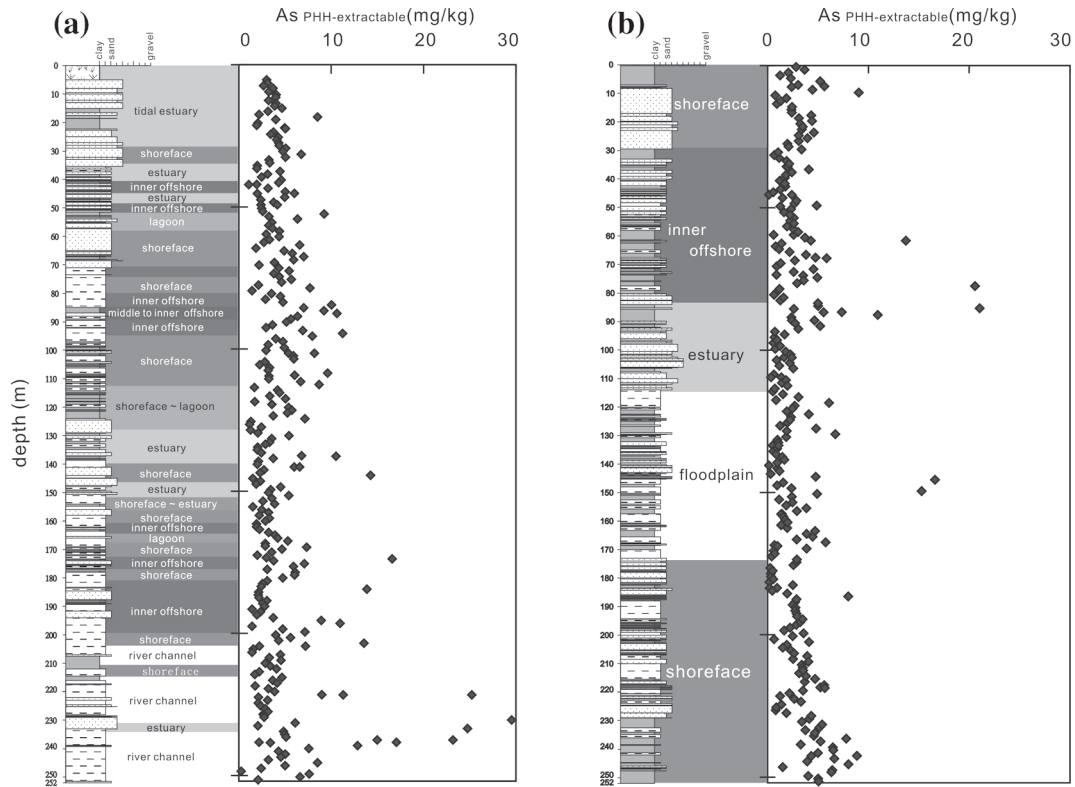 (a)
As PHH-extractable(mg/kg)
clay
sand
gravel
0 10 20 30
depth (m)
0
10
20
30
40
50
60
70
80
90
100
110
120
130
140
150
160
170
180
190
200
210
220
230
240
250
252
tidal estuary
shoreface
estuary
inner offshore
estuary
inner offshore
lagoon
shoreface
shoreface
inner offshore
middle to inner offshore
inner offshore
shoreface
shoreface ~ lagoon
estuary
shoreface
estuary
shoreface ~ estuary
shoreface
inner offshore
lagoon
shoreface
inner offshore
shoreface
inner offshore
shoreface
river channel
shoreface
river channel
estuary
river channel
(b)
As PHH-extractable(mg/kg)
clay
sand
gravel
0 10 20 30
0
10
20
30
40
50
60
70
80
90
100
110
120
130
140
150
160
170
180
190
200
210
220
230
240
250
252
shoreface
inner
offshore
estuary
floodplain
shoreface